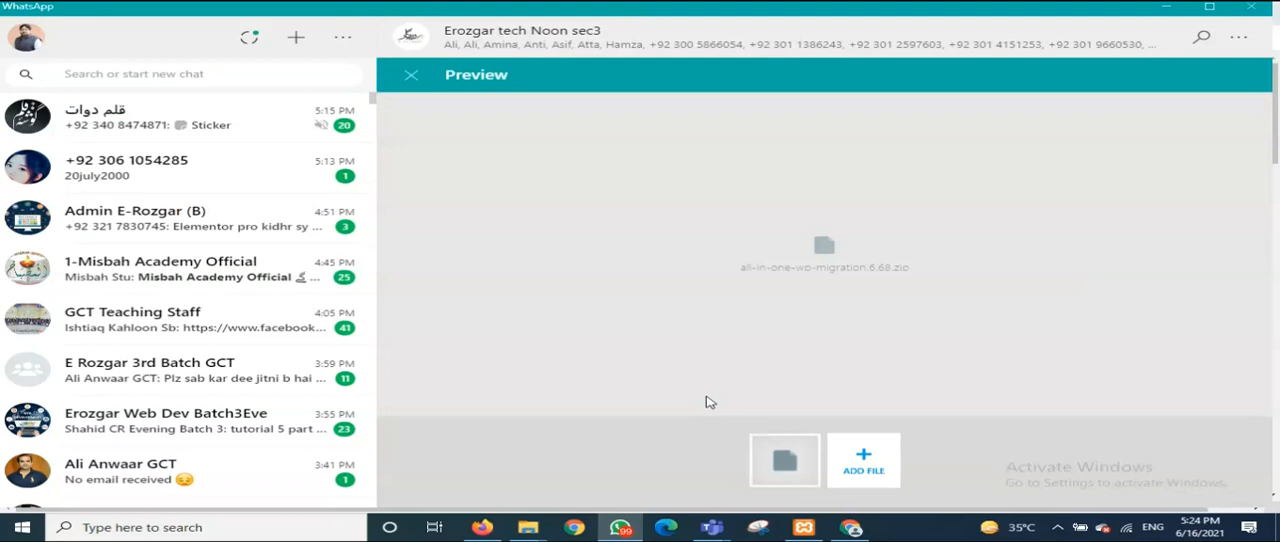 WhatsApp
Search or start new chat
قلم دوات
5:15 PM
+92 340 8474871: Sticker
20
+92 306 1054285
5:13 PM
20july2000
1
Admin E-Rozgar (B)
4:51 PM
+92 321 7830745: Elementor pro kidhr sy ...
3
1-Misbah Academy Official
4:45 PM
Misbah Stu: Misbah Academy Official ...
25
GCT Teaching Staff
4:05 PM
Ishtiaq Kahloon Sb: https://www.facebook...
41
E Rozgar 3rd Batch GCT
3:59 PM
Ali Anwaar GCT: Plz sab kar dee jitni b hai ...
11
Erozgar Web Dev Batch3Eve
3:55 PM
Shahid CR Evening Batch 3: tutorial 5 part ...
23
Ali Anwaar GCT
3:41 PM
No email received 😔
1
Erozgar tech Noon sec3
Ali, Ali, Amina, Anti, Asif, Atta, Hamza, +92 300 5866054, +92 301 1386243, +92 301 2597603, +92 301 4151253, +92 301 9660530, ...
Preview
all-in-one-wp-migration.6.68.zip
ADD FILE
Activate Windows
Go to Settings to activate Windows.
Type here to search
99
35°C
ENG
5:24 PM
6/16/2021